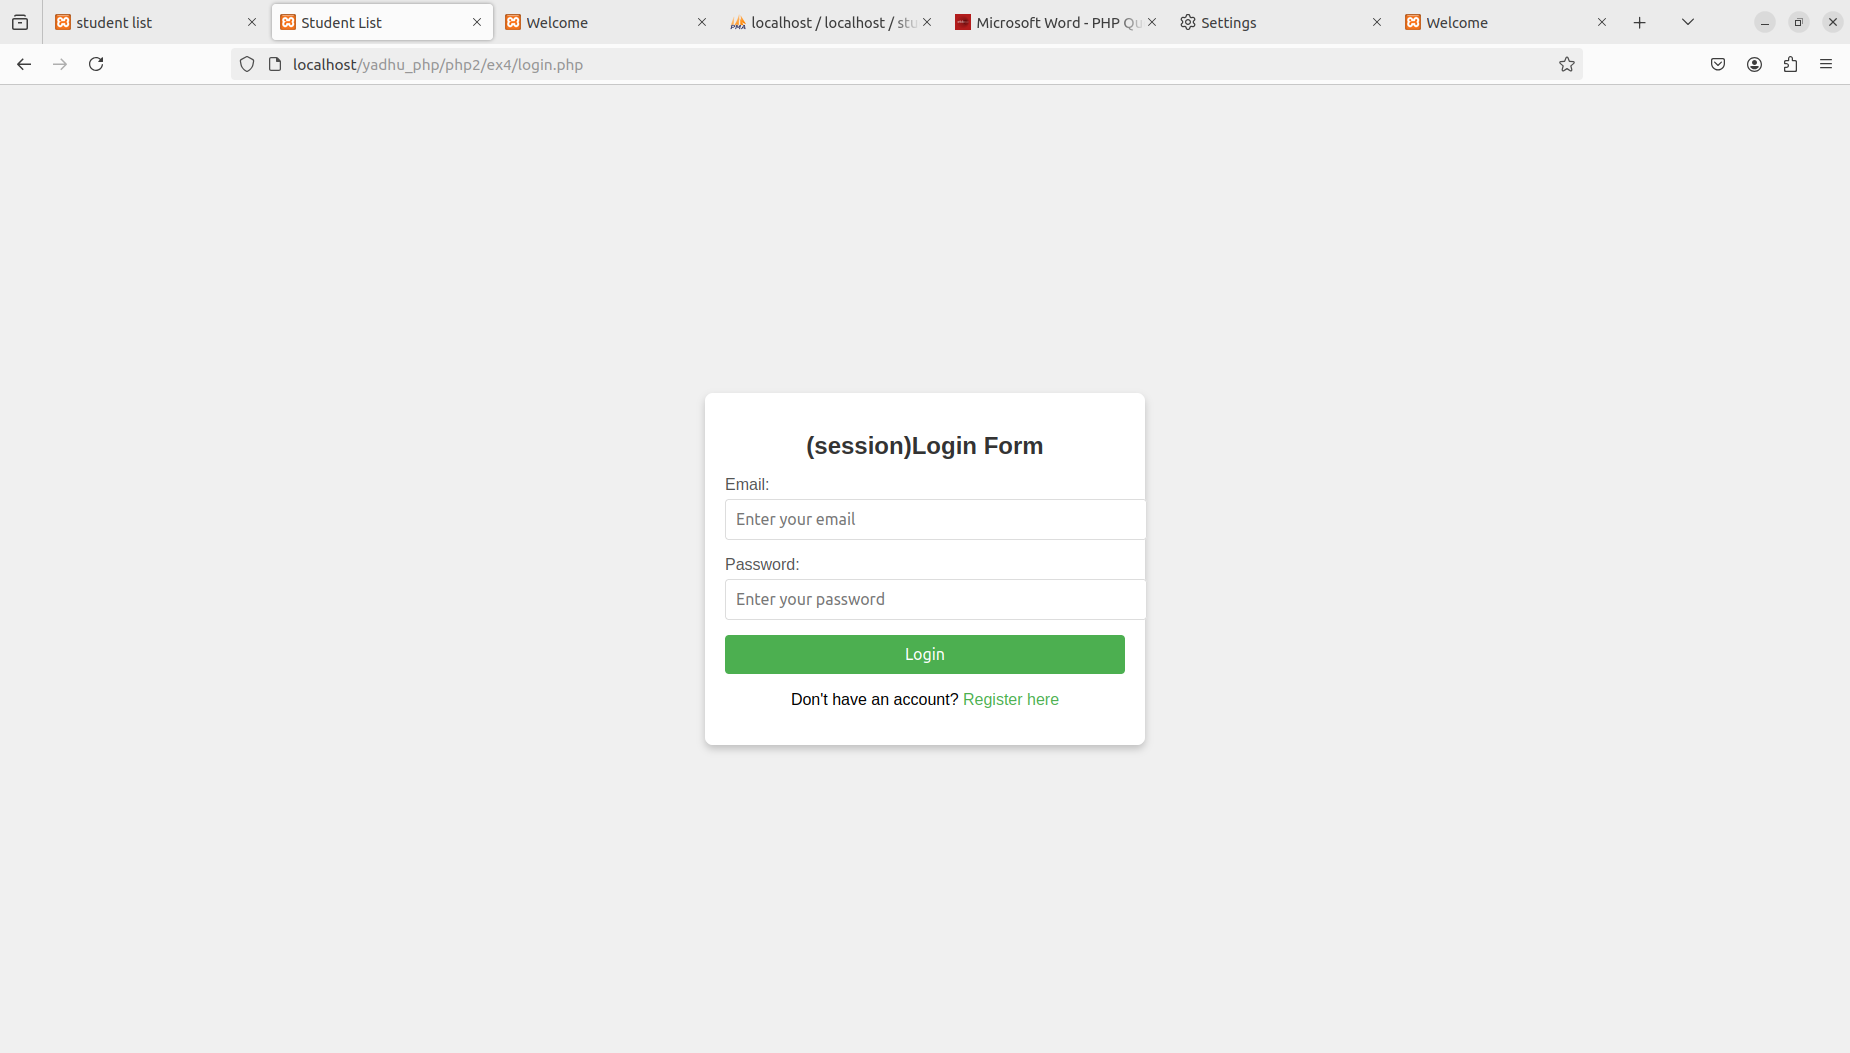 student list
Student List
Welcome
localhost / localhost / stu
Microsoft Word - PHP Qu
Settings
Welcome
localhost/yadhu_php/php2/ex4/login.php
(session)Login Form
Email:
Enter your email
Password:
Enter your password
Login
Don't have an account? Register here